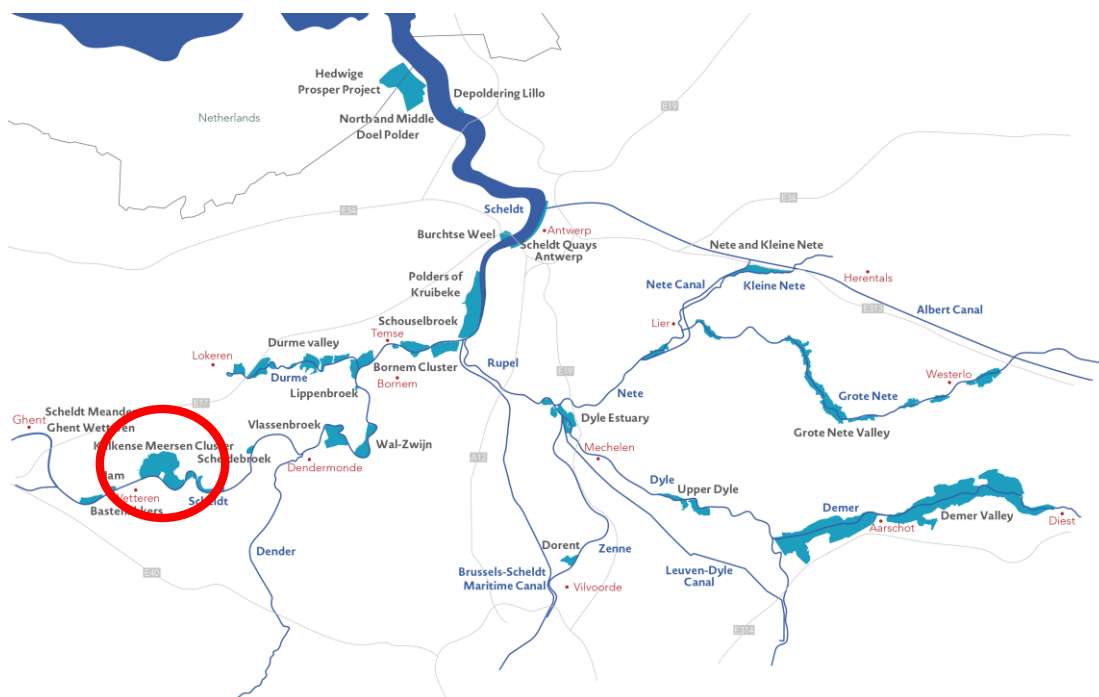 Hedwige
Prosper Project
Depoldering Lillo
E19
Netherlands
North and Middle
Doel Polder
E34
E34
Scheldt
Burchtse Weel
Antwerp
Scheldt Quays
Antwerp
Nete and Kleine Nete
Herentals
Polders of
Kruibeke
Nete Canal
Kleine Nete
Albert Canal
E313
Schouselbroek
Lier
Temse
Durme valley
Lokeren
Bornem Cluster
Rupel
Durme
Bornem
E19
Westerlo
Lippenbroek
Nete
Grote Nete
E17
Scheldt Meander
Ghent Wetteren
Ghent
Vlassenbroek
Dyle Estuary
Grote Nete Valley
Kalkense Meersen Cluster
Wal-Zwijn
Mechelen
A12
Dendermonde
Wetteren
Scheldt
Dyle
Upper Dyle
Demer
Demer Valley
Aarschot
Diest
Dender
Dorent
Zenne
E40
Brussels-Scheldt
Maritime Canal
Vilvoorde
Leuven-Dyle
Canal
E314